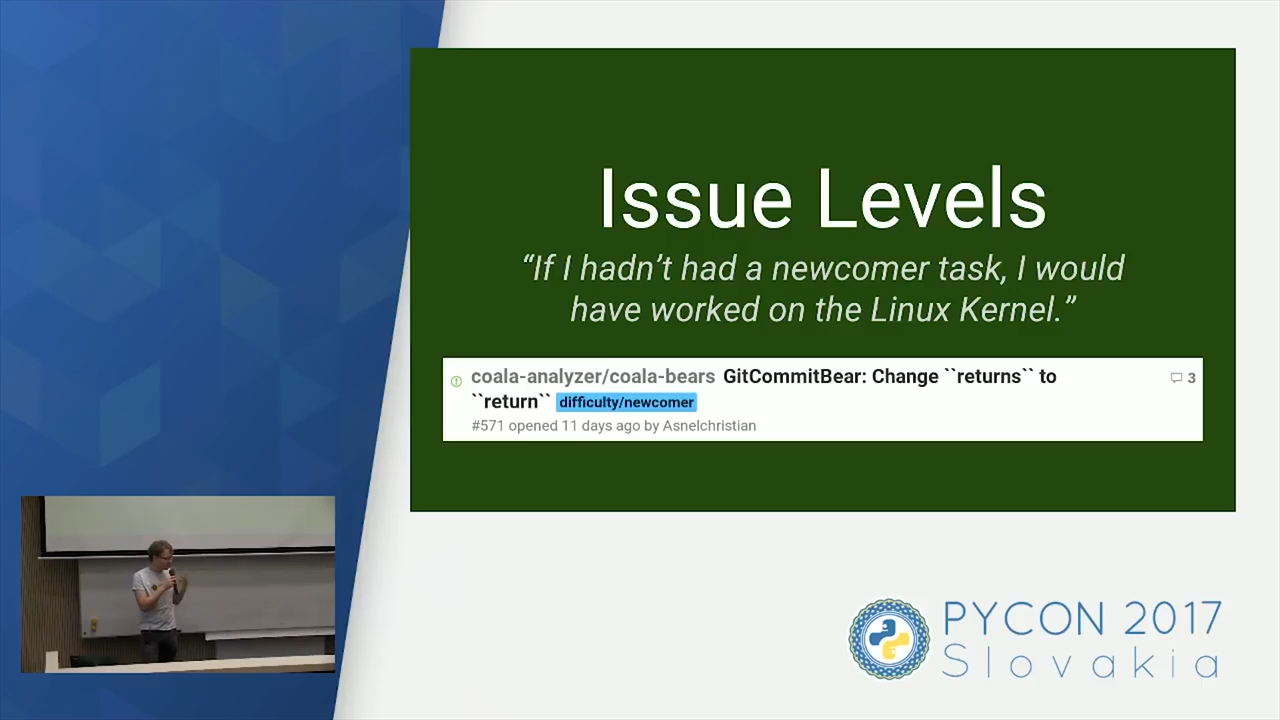 Issue Levels
“If I hadn’t had a newcomer task, I would
have worked on the Linux Kernel.”
coala-analyzer/coala-bears GitCommitBear: Change ``returns`` to
``return`` difficulty/newcomer
3
#571 opened 11 days ago by Asnelchristian
PYCON 2017
Slovakia